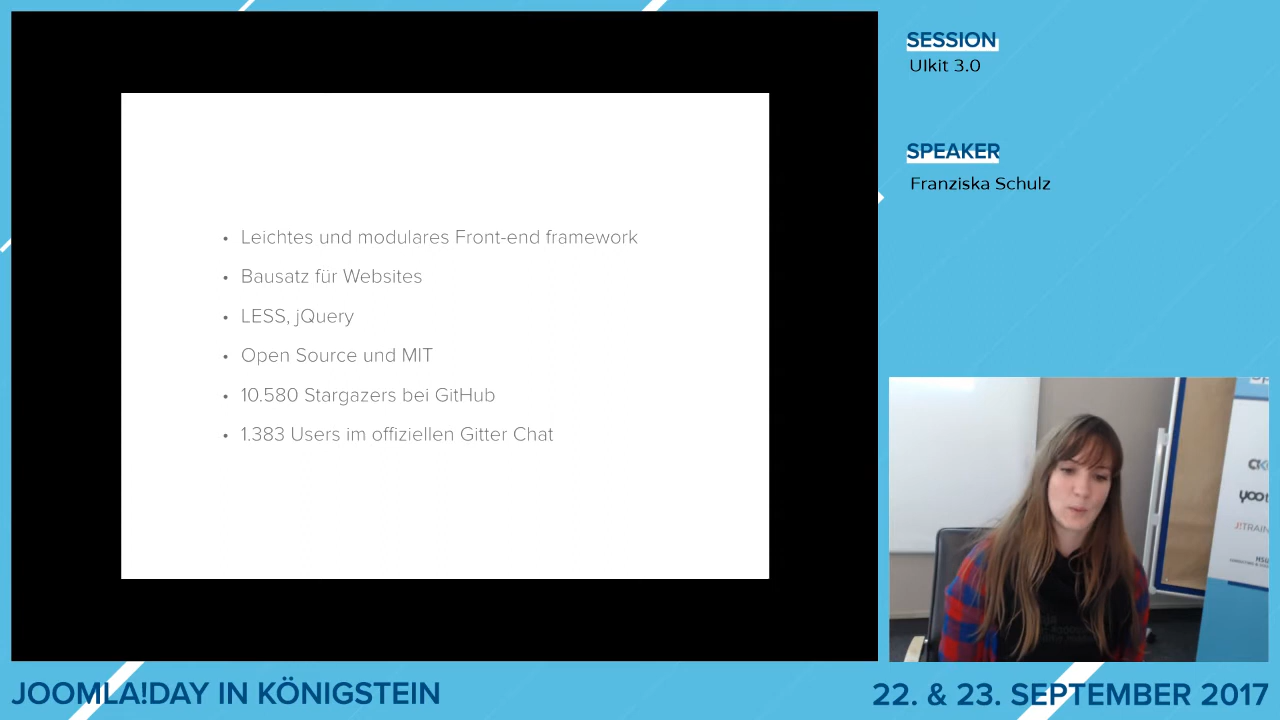 SESSION
UIkit 3.0
SPEAKER
Franziska Schulz
• Leichtes und modulares Front-end framework
• Bausatz für Websites
• LESS, jQuery
• Open Source und MIT
• 10.580 Stargazers bei GitHub
• 1.383 Users im offiziellen Gitter Chat
JOOMLA!DAY IN KÖNIGSTEIN
22. & 23. SEPTEMBER 2017